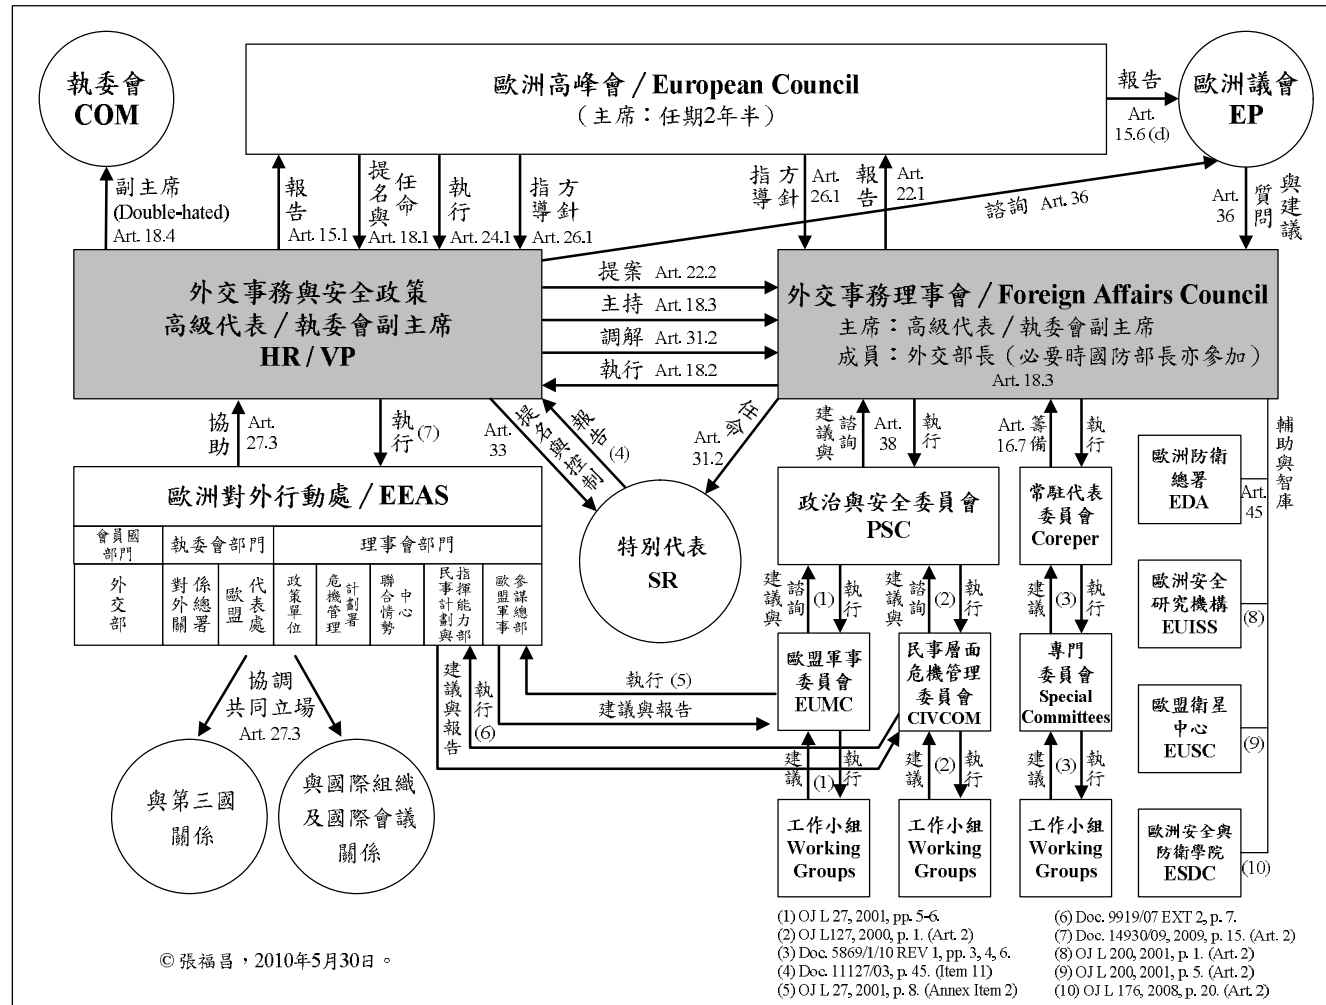 執委會
COM
歐洲高峰會 / European Council
（主席：任期2年半）
報告
Art.
15.6 (d)
歐洲議會
EP
副主席
(Double-hated)
Art. 18.4
報告
Art. 15.1
提名與
任命
Art. 18.1
執行
Art. 24.1
指導
方針
Art. 26.1
指導
方針
Art.
26.1
報告
Art.
22.1
諮詢 Art. 36
Art.
36
質問
與建議
外交事務與安全政策
高級代表 / 執委會副主席
HR / VP
提案 Art. 22.2
主持 Art. 18.3
調解 Art. 31.2
執行 Art. 18.2
外交事務理事會 / Foreign Affairs Council
主席：高級代表 / 執委會副主席
成員：外交部長（必要時國防部長亦參加）
Art. 18.3
協助
Art.
27.3
執行
(7)
Art.
33
提名與控制
報告
(4)
任命
Art.
31.2
建議與
諮詢
Art.
38
執行
Art.
16.7
籌備
執行
輔助與智庫
歐洲對外行動處 / EEAS
會員國
部門
執委會部門
理事會部門
外交部
對外關
係總署
歐盟
代表處
政策單位
危機管理
計劃署
聯合情勢
中心
民事計劃與
指揮能力部
歐盟軍事
參謀總部
特別代表
SR
政治與安全委員會
PSC
常駐代表
委員會
Coreper
歐洲防衛
總署
EDA
Art.
45
建議與
諮詢
(1)
執行
建議與
諮詢
(2)
執行
建議
(3)
執行
歐洲安全
研究機構
EUISS
(8)
歐盟軍事
委員會
EUMC
民事層面
危機管理
委員會
CIVCOM
專門
委員會
Special
Committees
協調
共同立場
Art. 27.3
建議與報告
執行
(6)
執行 (5)
建議與報告
歐盟衛星
中心
EUSC
(9)
建議
(1)
執行
建議
(2)
執行
建議
(3)
執行
與第三國
關係
與國際組織
及國際會議
關係
工作小組
Working
Groups
工作小組
Working
Groups
工作小組
Working
Groups
歐洲安全與
防衛學院
ESDC
(10)
(1) OJ L 27, 2001, pp. 5-6.
(2) OJ L127, 2000, p. 1. (Art. 2)
(3) Doc. 5869/1/10 REV 1, pp. 3, 4, 6.
(4) Doc. 11127/03, p. 45. (Item 11)
(5) OJ L 27, 2001, p. 8. (Annex Item 2)
(6) Doc. 9919/07 EXT 2, p. 7.
(7) Doc. 14930/09, 2009, p. 15. (Art. 2)
(8) OJ L 200, 2001, p. 1. (Art. 2)
(9) OJ L 200, 2001, p. 5. (Art. 2)
(10) OJ L 176, 2008, p. 20. (Art. 2)
© 張福昌，2010年5月30日。